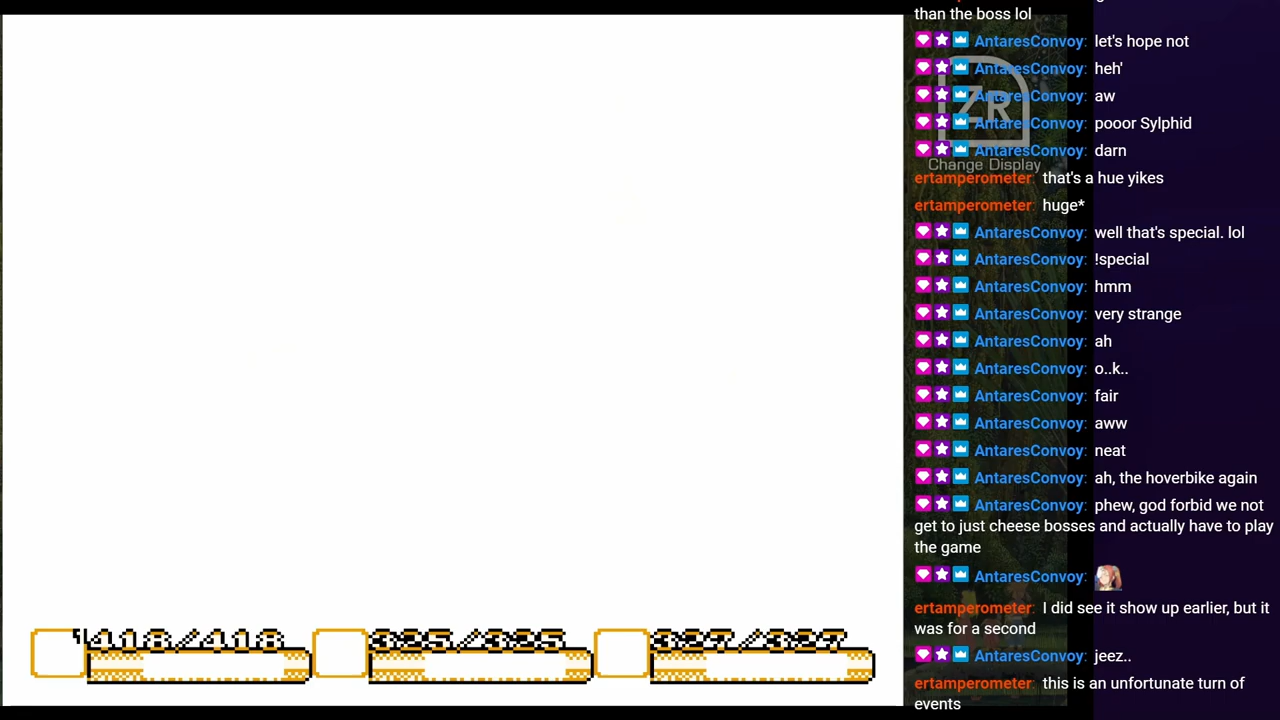 than the boss lol
AntaresConvoy: let's hope not
AntaresConvoy: heh'
AntaresConvoy: aw
AntaresConvoy: pooor Sylphid
AntaresConvoy: darn
ZR
Change Display
ertamperometer: that's a hue yikes
ertamperometer: huge*
AntaresConvoy: well that's special. lol
AntaresConvoy: !special
AntaresConvoy: hmm
AntaresConvoy: very strange
AntaresConvoy: ah
AntaresConvoy: o..k..
AntaresConvoy: fair
AntaresConvoy: aww
AntaresConvoy: neat
AntaresConvoy: ah, the hoverbike again
AntaresConvoy: phew, god forbid we not
get to just cheese bosses and actually have to play
the game
AntaresConvoy:
ertamperometer: I did see it show up earlier, but it
was for a second
AntaresConvoy: jeez..
ertamperometer: this is an unfortunate turn of
events